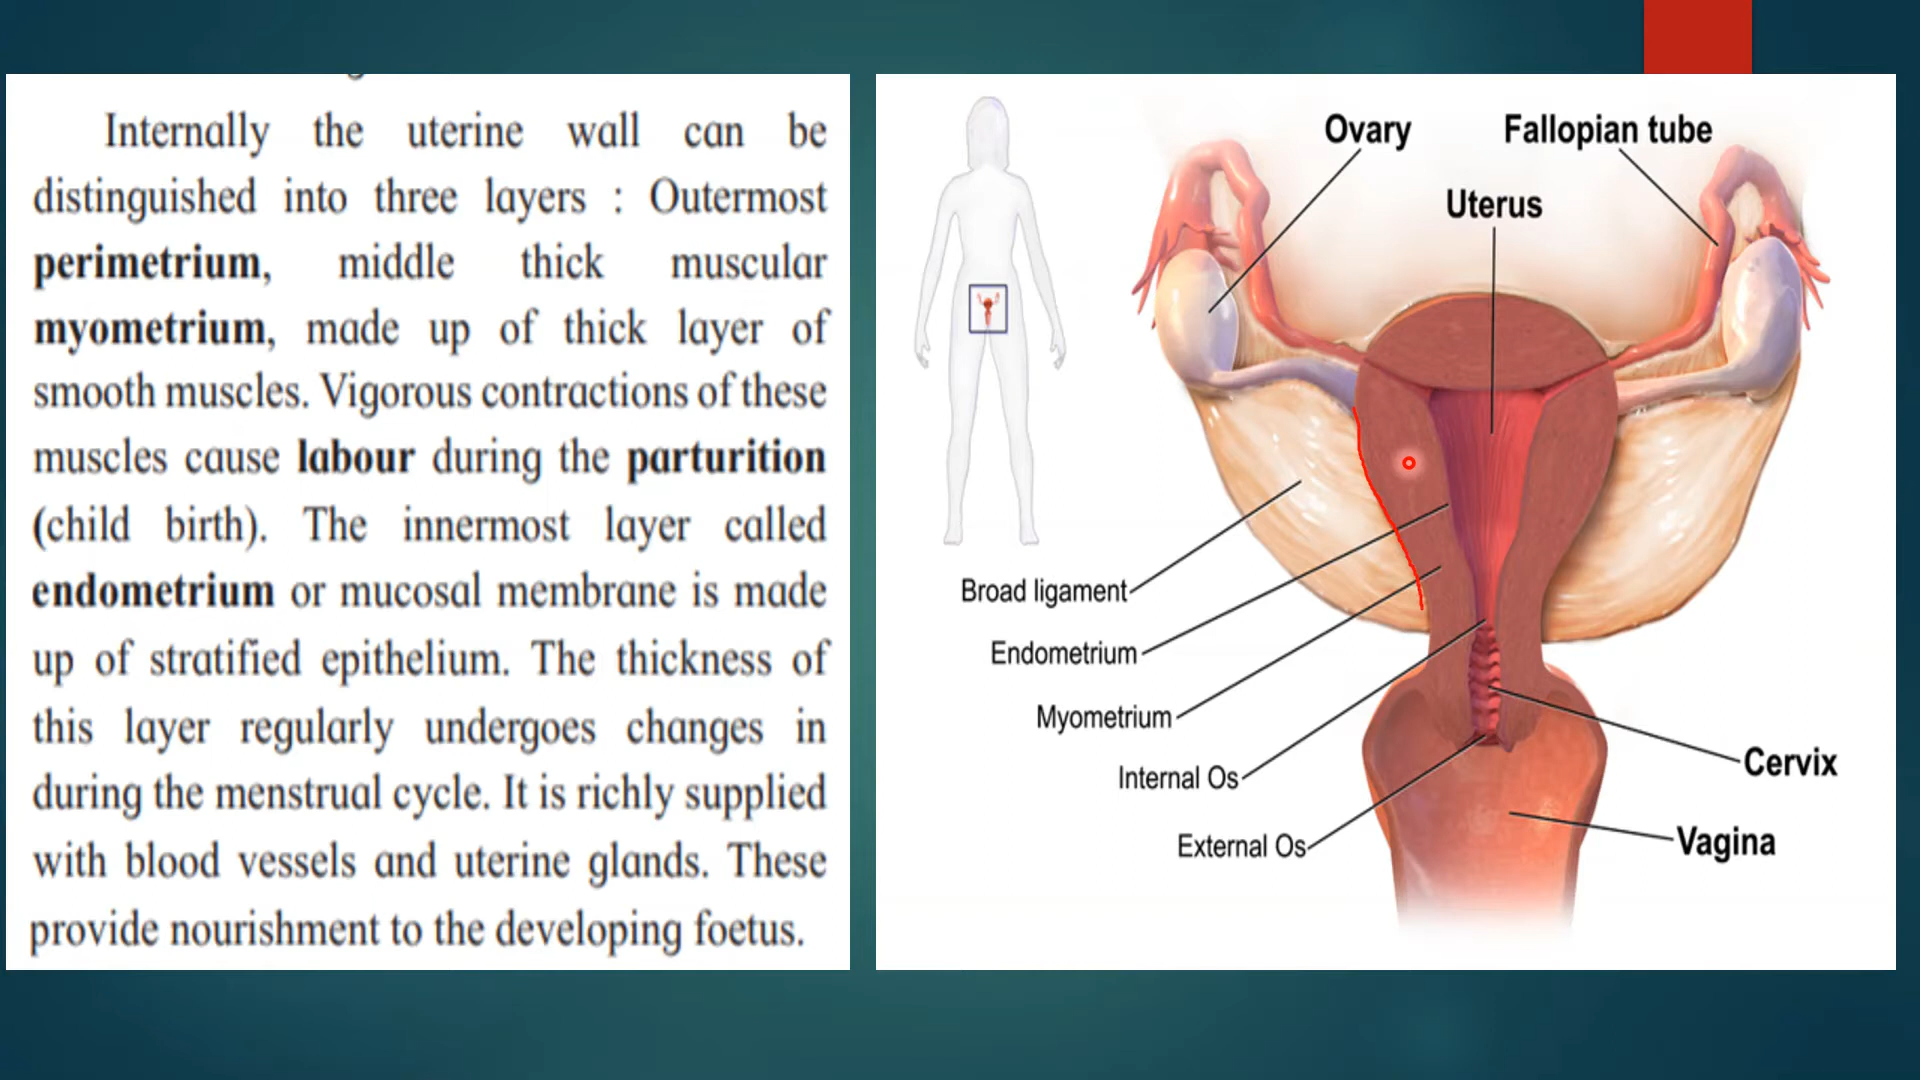 Internally the uterine wall can be
distinguished into three layers : Outermost
perimetrium, middle thick muscular
myometrium, made up of thick layer of
smooth muscles. Vigorous contractions of these
muscles cause labour during the parturition
(child birth). The innermost layer called
endometrium or mucosal membrane is made
up of stratified epithelium. The thickness of
this layer regularly undergoes changes in
during the menstrual cycle. It is richly supplied
with blood vessels and uterine glands. These
provide nourishment to the developing foetus.
Ovary
Fallopian tube
Uterus
Broad ligament
Endometrium
Myometrium
Internal Os
External Os
Cervix
Vagina